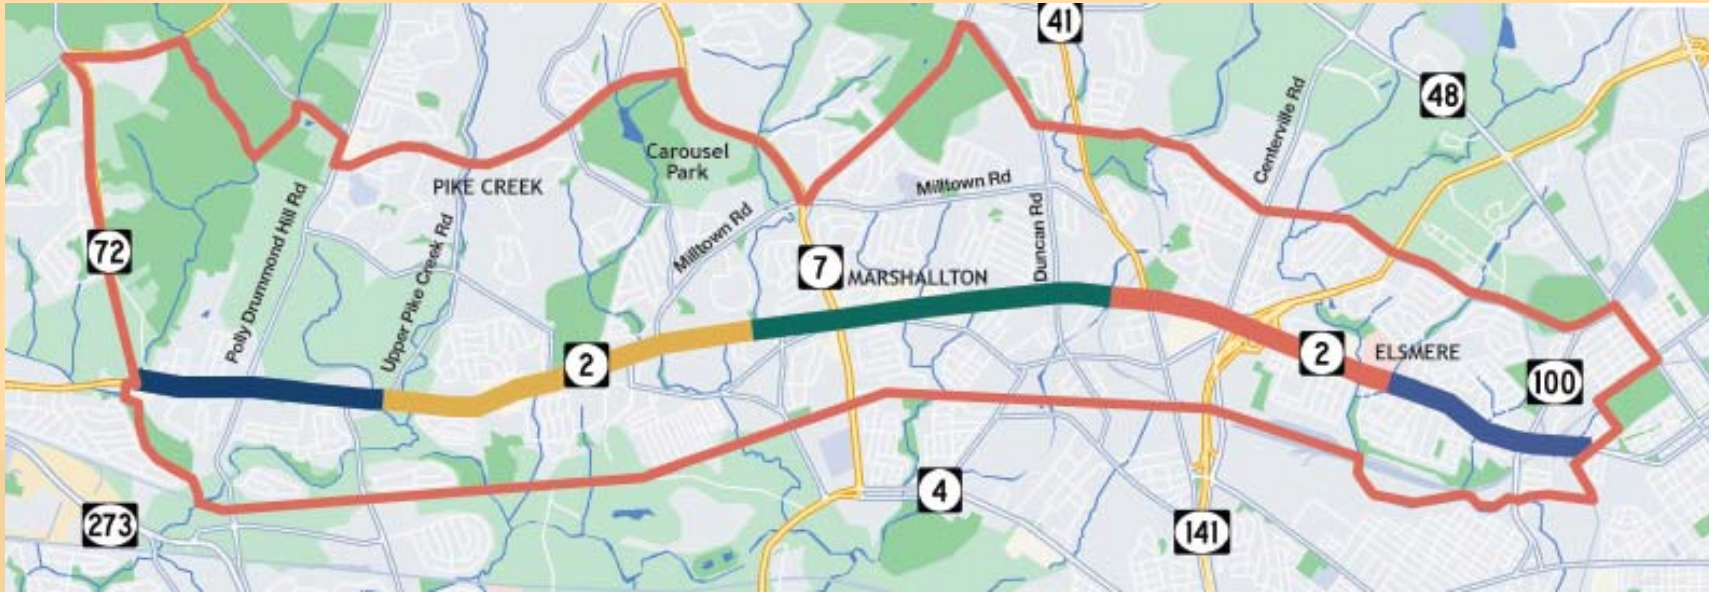 41
48
Centerville Rd
Carousel
Park
PIKE CREEK
Milltown Rd
Polly Drummond Hill Rd
Upper Pike Creek Rd
Milltown Rd
Duncan Rd
72
7
MARSHALLTON
2
2
ELSMERE
100
4
273
141